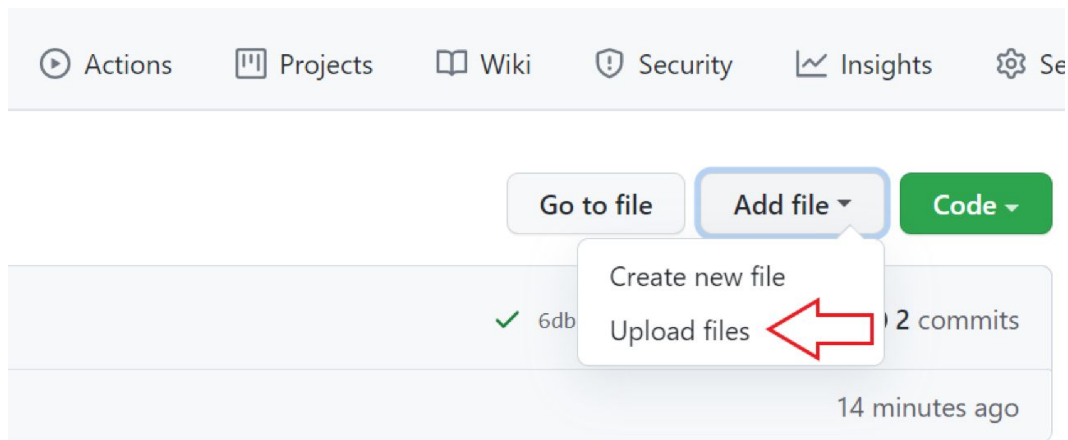 Actions Projects Wiki Security Insights Se
Go to file Add file Code
Create new file
6db
Upload files
2 commits
14 minutes ago